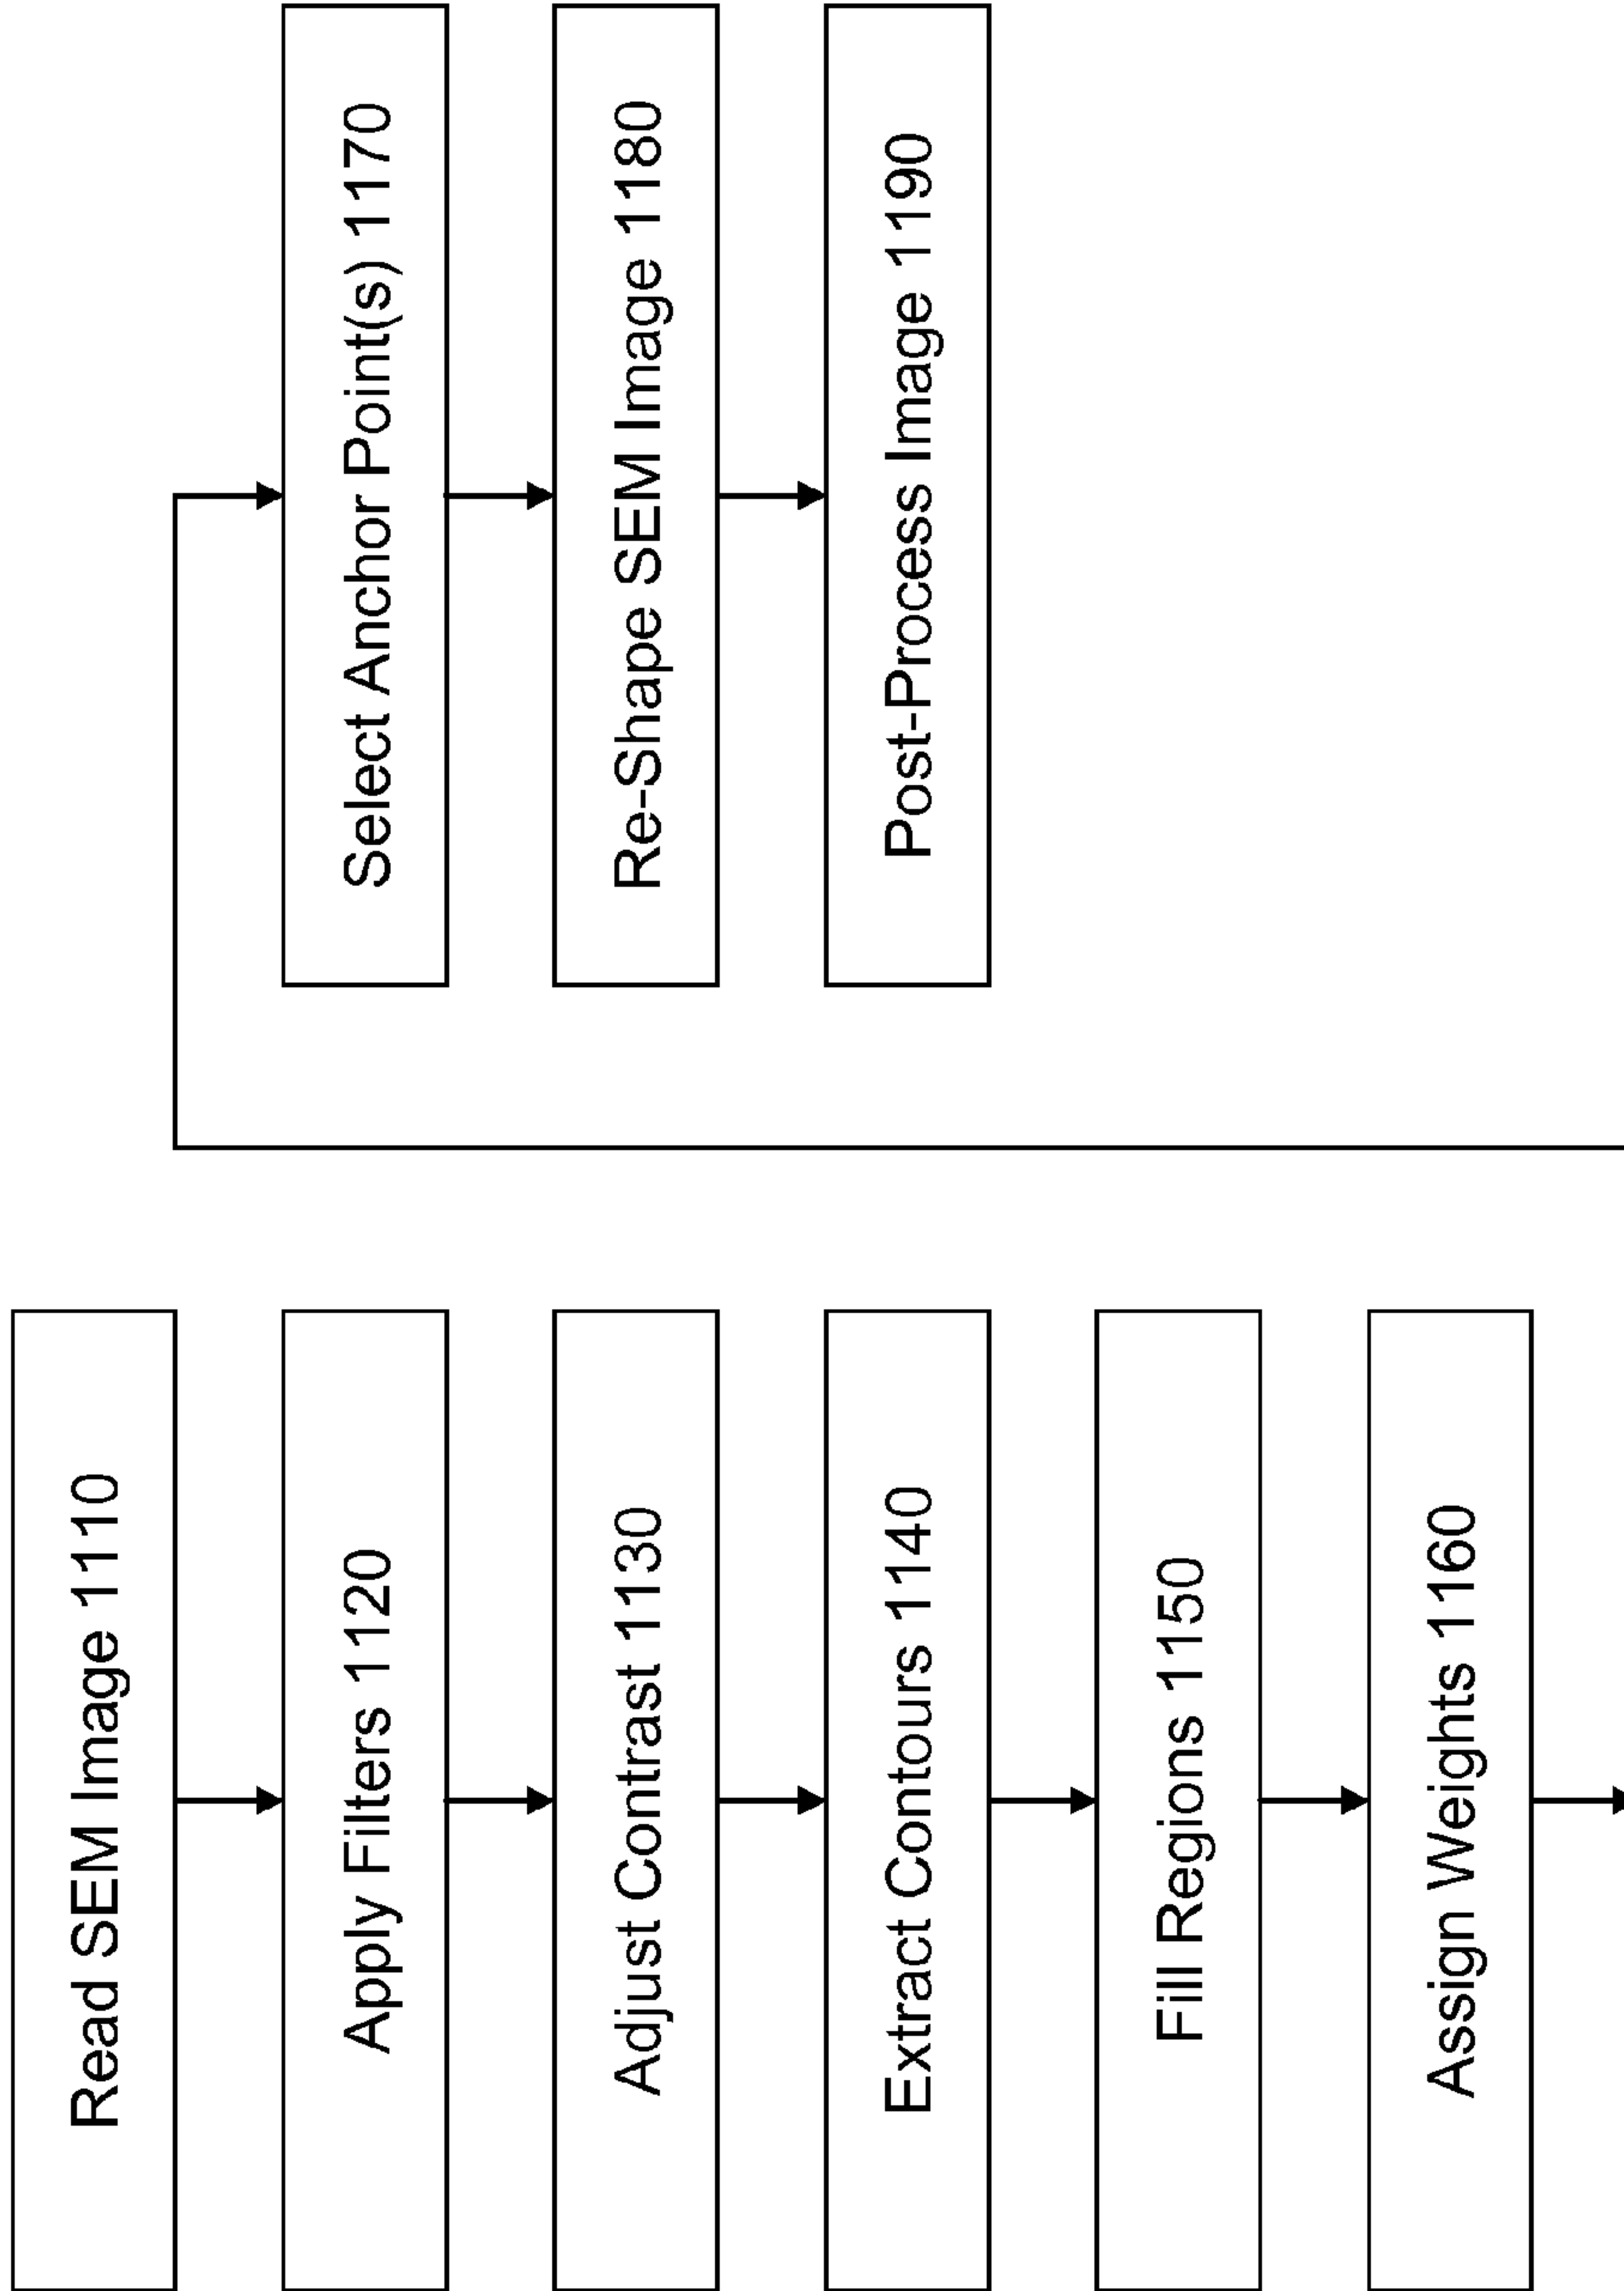 Read SEM Image 1110
Apply Filters 1120
Adjust Contrast 1130
Extract Contours 1140
Fill Regions 1150
Assign Weights 1160
Select Anchor Point(s) 1170
Re-Shape SEM Image 1180
Post-Process Image 1190